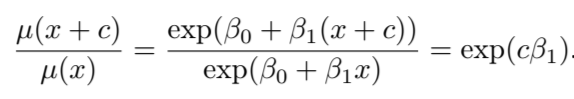 μ(x + c)/μ(x) = exp(β₀ + β₁(x + c))/exp(β₀ + β₁x) = exp(cβ₁).